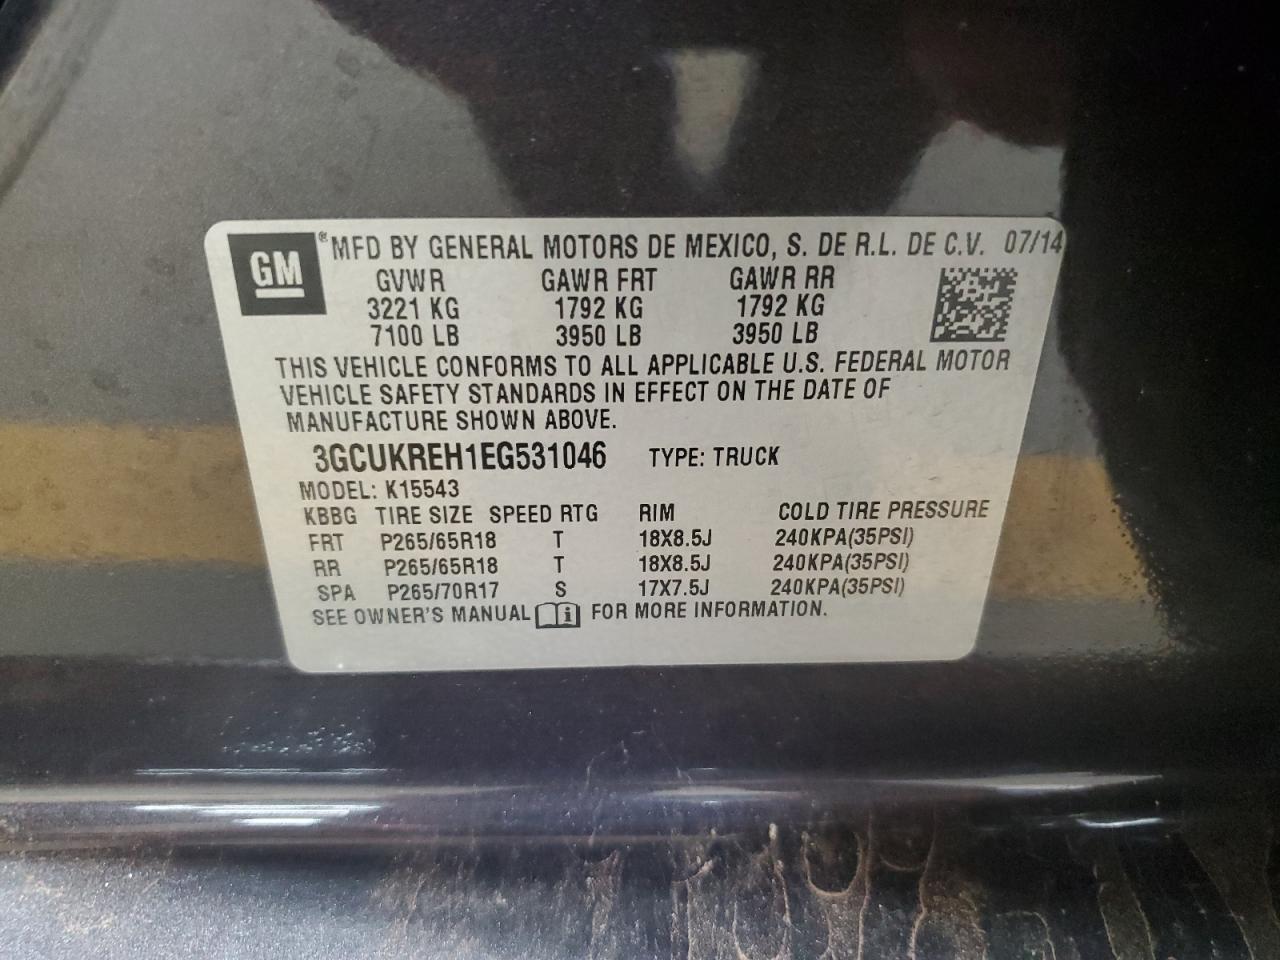 GM ® MFD BY GENERAL MOTORS DE MEXICO, S. DE R.L. DE C.V. 07/14
GVWR GAWR FRT GAWR RR
3221 KG 1792 KG 1792 KG
7100 LB 3950 LB 3950 LB
THIS VEHICLE CONFORMS TO ALL APPLICABLE U.S. FEDERAL MOTOR
VEHICLE SAFETY STANDARDS IN EFFECT ON THE DATE OF
MANUFACTURE SHOWN ABOVE.
3GCUKREH1EG531046 TYPE: TRUCK
MODEL: K15543
KBBG TIRE SIZE SPEED RTG RIM COLD TIRE PRESSURE
FRT P265/65R18 T 18X8.5J 240KPA(35PSI)
RR P265/65R18 T 18X8.5J 240KPA(35PSI)
SPA P265/70R17 S 17X7.5J 240KPA(35PSI)
SEE OWNER'S MANUAL i FOR MORE INFORMATION.